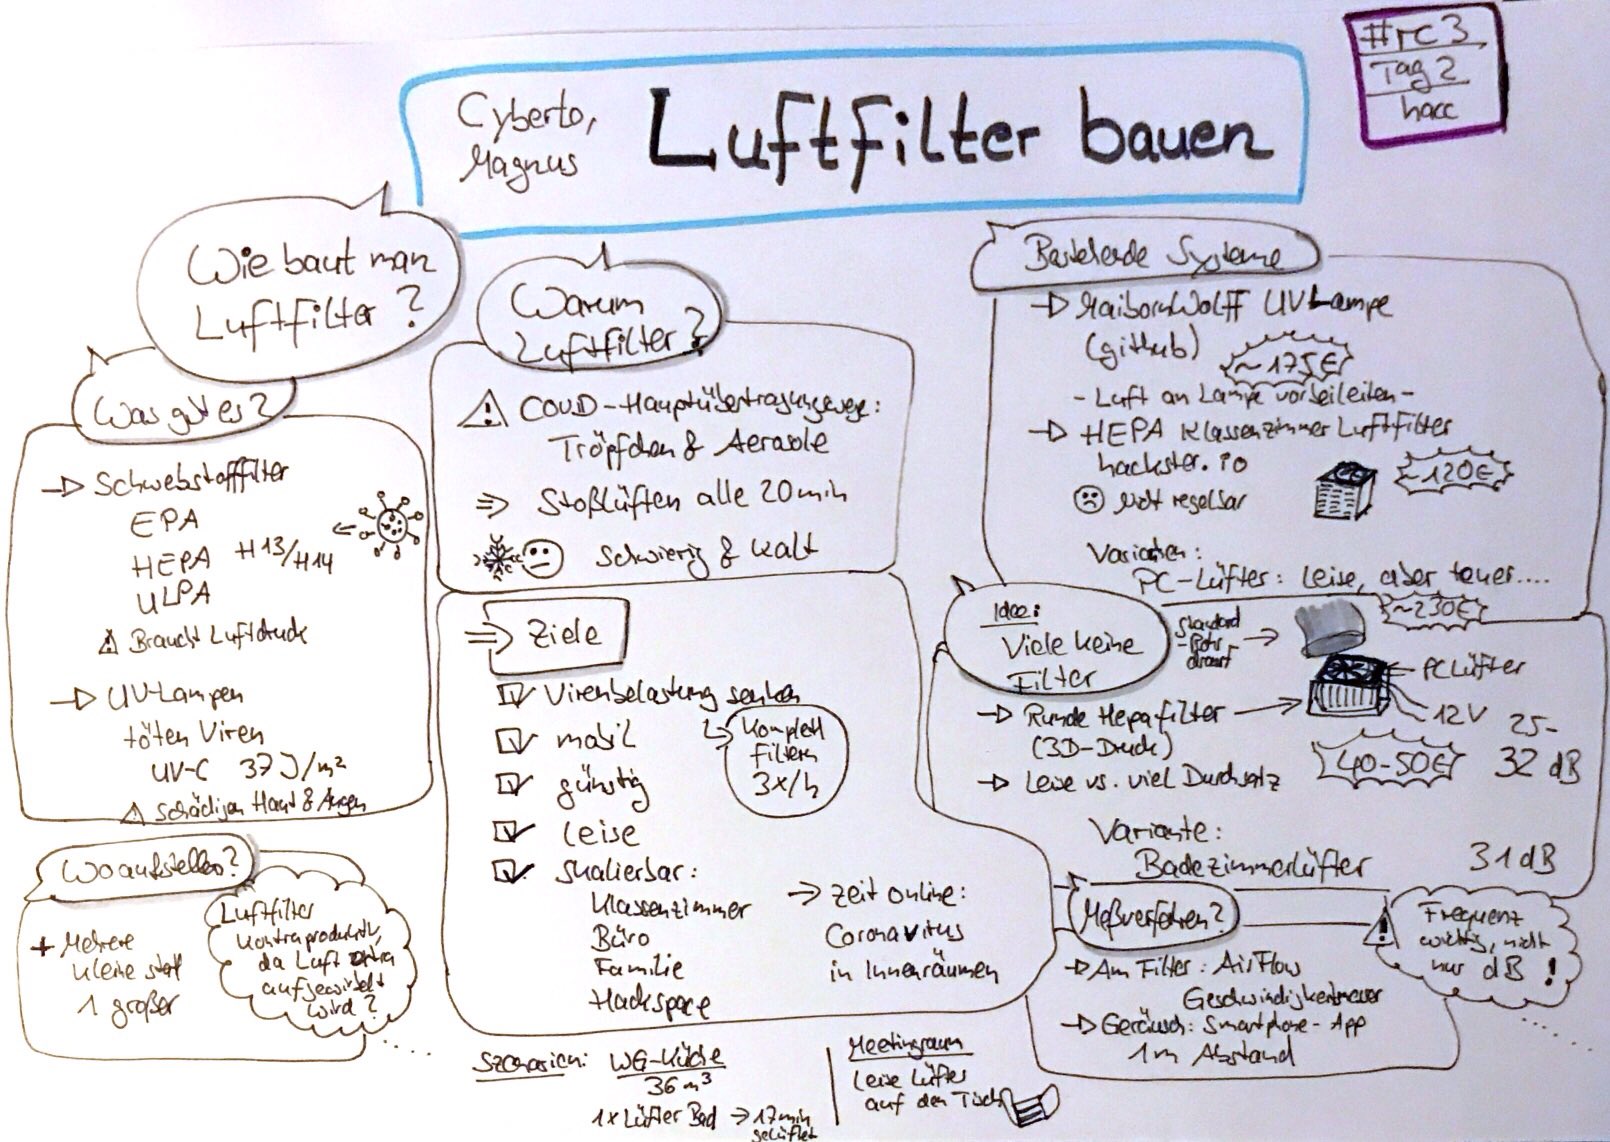 #rc3
Tag 2
hacc
Cyberto,
Magnus
Luftfilter bauen
Wie baut man
Luftfilter?
Was gibt es?
→ Schwebstofffilter
EPA
HEPA H13/H14
ULPA
⚠ Braucht Luftdruck
→ UV-Lampen
töten Viren
UV-C 37 J/m²
⚠ Schädigen Haut & Augen
Wo aufstellen?
+ Mehrere
kleine statt
1 großer
Luftfilter
kontraproduktiv,
da Luft extra
aufgewirbelt
wird?
Warum
Luftfilter?
⚠ COVID-Hauptübertragungswege:
Tröpfchen & Aerosole
⇒ Stoßlüften alle 20 min
Schwierig & kalt
⇒ Ziele
☑ Virenbelastung senken
↳ Komplett
filtern
3x/h
☑ mobil
☑ günstig
☑ leise
☑ skalierbar:
Klassenzimmer
Büro
Familie
Hackspace
→ Zeit online:
Coronavirus
in Innenräumen
Szenarien: WG-Küche
36 m³
1x Lüfter Bad → 17 min
gelüftet
Meetingraum
Leise Lüfter
auf den Tisch
Bestehende Systeme
→ MaibornWolff UV-Lampe
(github) ~175€
- Luft an Lampe vorbeileiten -
→ HEPA Klassenzimmer Luftfilter
hackster.io ~120€
☹ Nicht regelbar
Varianten:
PC-Lüfter: Leise, aber teuer....
~230€
Idee:
Viele kleine
Filter
Standard
-Rohr
drauf →
PC Lüfter
12V
→ Runde Hepafilter →
(3D-Druck)
40-50€
25-
32 dB
→ Leise vs. viel Durchsatz
Variante:
Badezimmerlüfter 31 dB
Meßverfahren?
→ Am Filter: AirFlow
Geschwindigkeitsmesser
→ Geräusch: Smartphone-App
1m Abstand
⚠ Frequenz
wichtig, nicht
nur dB !